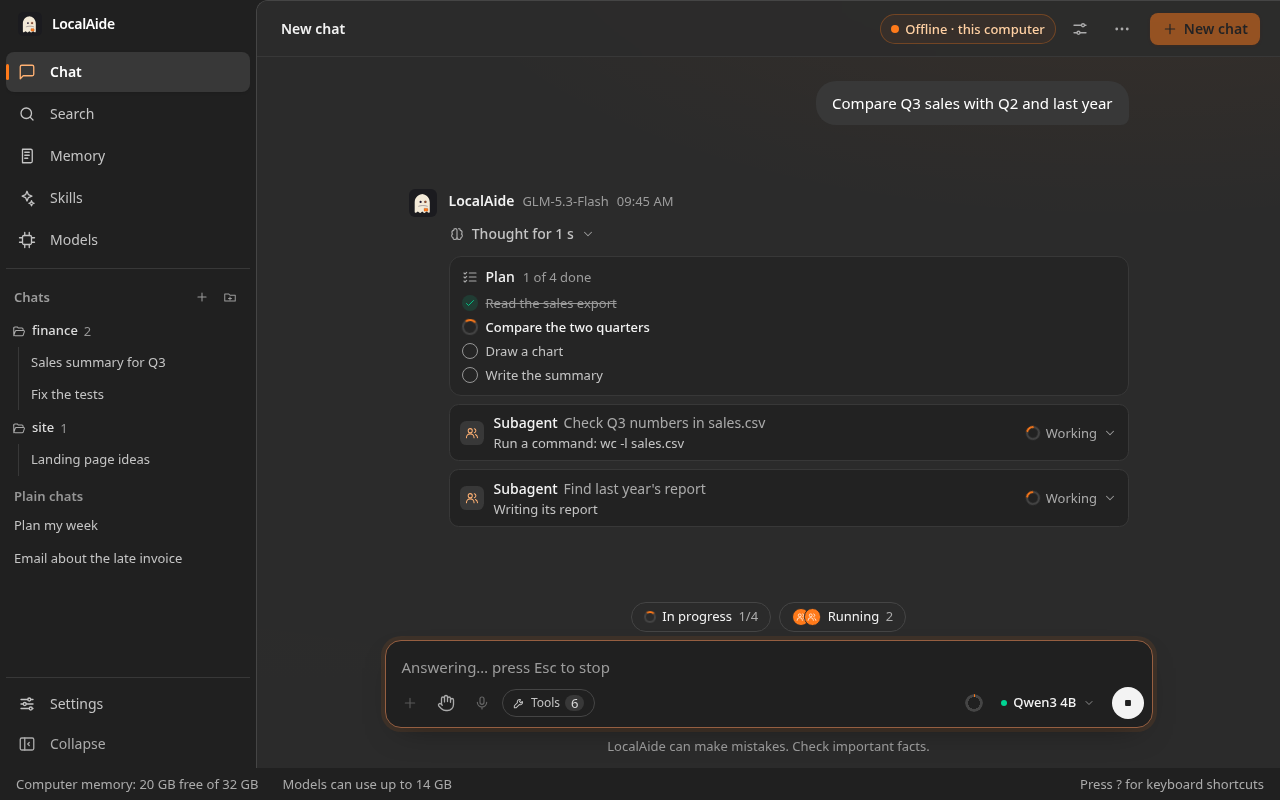 LocalAide
Chat
Search
Memory
Skills
Models
Chats
finance 2
Sales summary for Q3
Fix the tests
site 1
Landing page ideas
Plain chats
Plan my week
Email about the late invoice
Settings
Collapse
New chat
Offline · this computer
New chat
Compare Q3 sales with Q2 and last year
LocalAide GLM-5.3-Flash 09:45 AM
Thought for 1 s
Plan 1 of 4 done
Read the sales export
Compare the two quarters
Draw a chart
Write the summary
Subagent Check Q3 numbers in sales.csv
Run a command: wc -l sales.csv
Working
Subagent Find last year's report
Writing its report
Working
In progress 1/4
Running 2
Answering… press Esc to stop
Tools 6
Qwen3 4B
LocalAide can make mistakes. Check important facts.
Computer memory: 20 GB free of 32 GB
Models can use up to 14 GB
Press ? for keyboard shortcuts